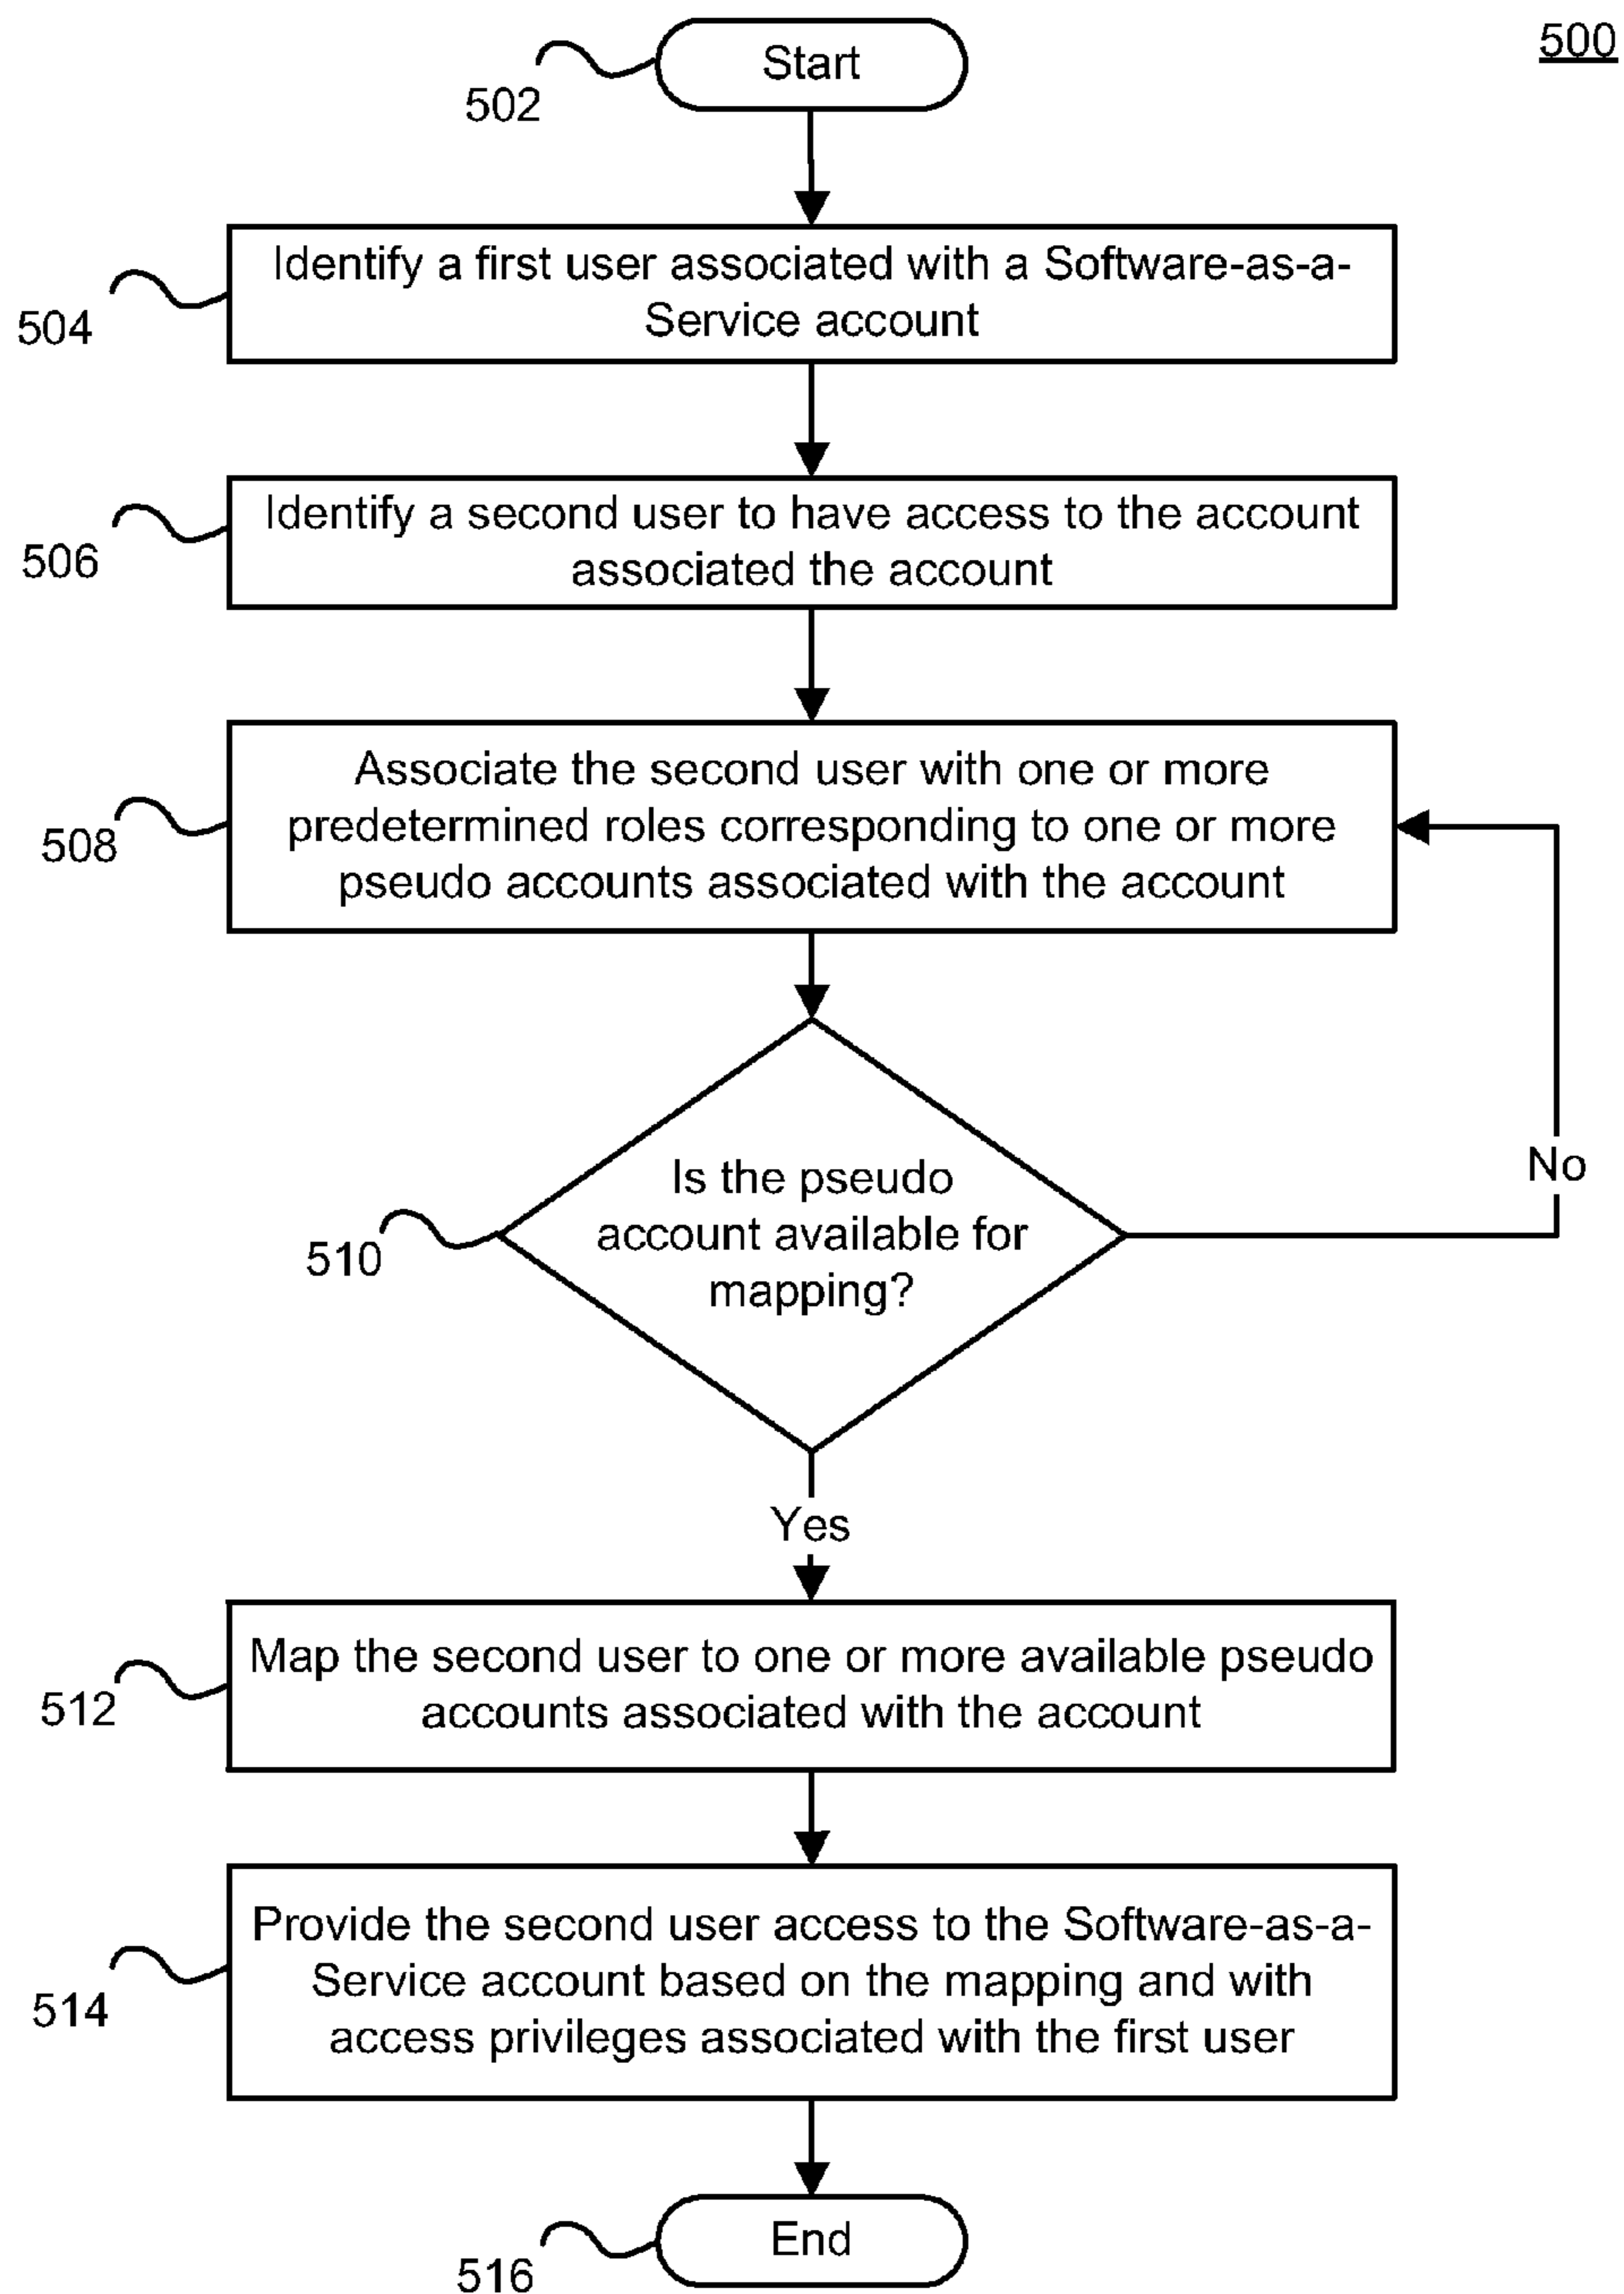 500
Start
502
Identify a first user associated with a Software-as-a-
Service account
504
Identify a second user to have access to the account
associated the account
506
Associate the second user with one or more
predetermined roles corresponding to one or more
pseudo accounts associated with the account
508
Is the pseudo
account available for
mapping?
510
No
Yes
Map the second user to one or more available pseudo
accounts associated with the account
512
Provide the second user access to the Software-as-a-
Service account based on the mapping and with
access privileges associated with the first user
514
End
516